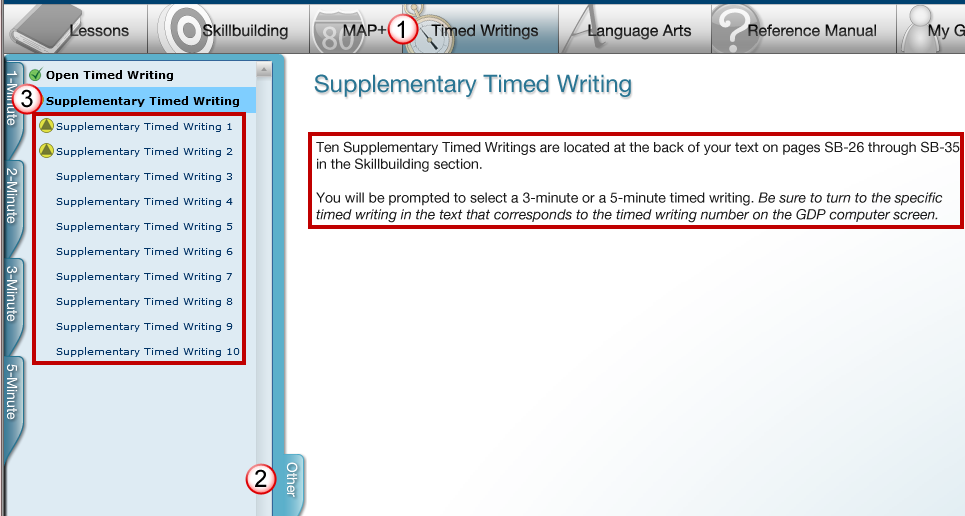 Lessons
Skillbuilding
80
MAP+
1
Timed Writings
Language Arts
Reference Manual
My G
1-Minute
2-Minute
3-Minute
5-Minute
Open Timed Writing
3
Supplementary Timed Writing
Supplementary Timed Writing 1
Supplementary Timed Writing 2
Supplementary Timed Writing 3
Supplementary Timed Writing 4
Supplementary Timed Writing 5
Supplementary Timed Writing 6
Supplementary Timed Writing 7
Supplementary Timed Writing 8
Supplementary Timed Writing 9
Supplementary Timed Writing 10
2
Other
Supplementary Timed Writing
Ten Supplementary Timed Writings are located at the back of your text on pages SB-26 through SB-35
in the Skillbuilding section.
You will be prompted to select a 3-minute or a 5-minute timed writing. Be sure to turn to the specific
timed writing in the text that corresponds to the timed writing number on the GDP computer screen.